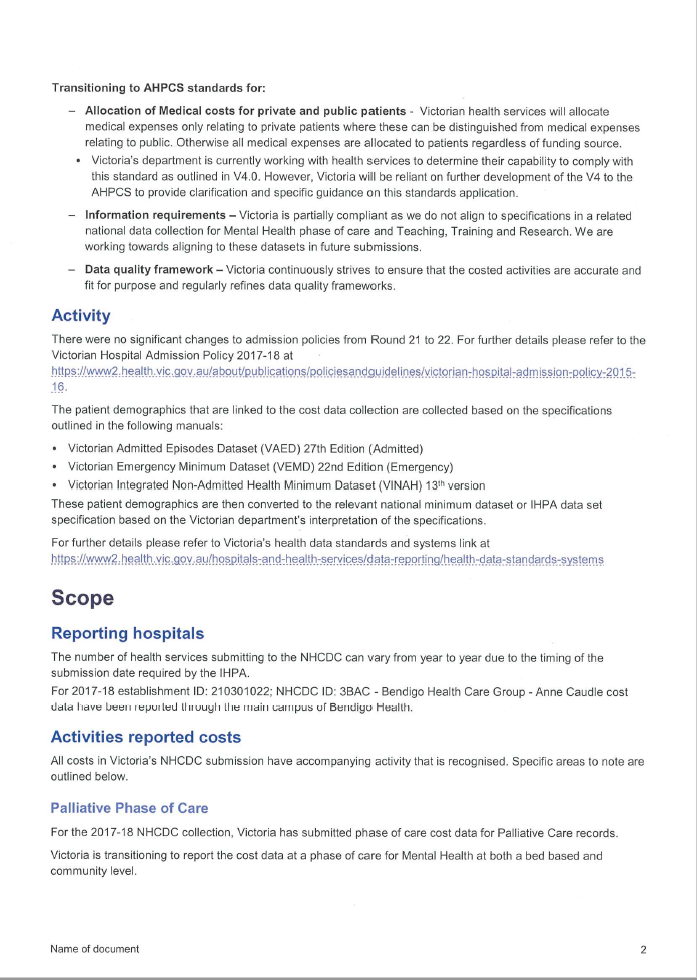 Transitioning to AHPCS standards for:
– Allocation of Medical costs for private and public patients - Victorian health services will allocate
medical expenses only relating to private patients where these can be distinguished from medical expenses
relating to public. Otherwise all medical expenses are allocated to patients regardless of funding source.
• Victoria's department is currently working with health services to determine their capability to comply with
this standard as outlined in V4.0. However, Victoria will be reliant on further development of the V4 to the
AHPCS to provide clarification and specific guidance on this standards application.
– Information requirements – Victoria is partially compliant as we do not align to specifications in a related
national data collection for Mental Health phase of care and Teaching, Training and Research. We are
working towards aligning to these datasets in future submissions.
– Data quality framework – Victoria continuously strives to ensure that the costed activities are accurate and
fit for purpose and regularly refines data quality frameworks.
Activity
There were no significant changes to admission policies from Round 21 to 22. For further details please refer to the
Victorian Hospital Admission Policy 2017-18 at
https://www2.health.vic.gov.au/about/publications/policiesandguidelines/victorian-hospital-admission-policy-2015-
16.
The patient demographics that are linked to the cost data collection are collected based on the specifications
outlined in the following manuals:
• Victorian Admitted Episodes Dataset (VAED) 27th Edition (Admitted)
• Victorian Emergency Minimum Dataset (VEMD) 22nd Edition (Emergency)
• Victorian Integrated Non-Admitted Health Minimum Dataset (VINAH) 13th version
These patient demographics are then converted to the relevant national minimum dataset or IHPA data set
specification based on the Victorian department's interpretation of the specifications.
For further details please refer to Victoria's health data standards and systems link at
https://www2.health.vic.gov.au/hospitals-and-health-services/data-reporting/health-data-standards-systems
Scope
Reporting hospitals
The number of health services submitting to the NHCDC can vary from year to year due to the timing of the
submission date required by the IHPA.
For 2017-18 establishment ID: 210301022; NHCDC ID: 3BAC - Bendigo Health Care Group - Anne Caudle cost
data have been reported through the main campus of Bendigo Health.
Activities reported costs
All costs in Victoria's NHCDC submission have accompanying activity that is recognised. Specific areas to note are
outlined below.
Palliative Phase of Care
For the 2017-18 NHCDC collection, Victoria has submitted phase of care cost data for Palliative Care records.
Victoria is transitioning to report the cost data at a phase of care for Mental Health at both a bed based and
community level.
Name of document 2